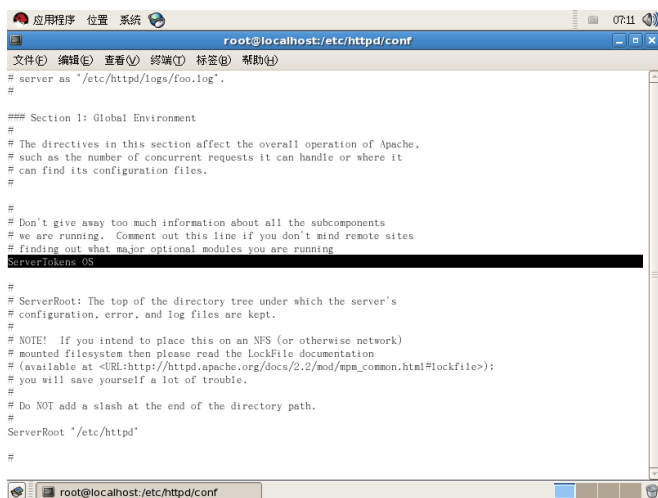 应用程序 位置 系统 07:11
root@localhost:/etc/httpd/conf
文件(F) 编辑(E) 查看(V) 终端(T) 标签(B) 帮助(H)
# server as "/etc/httpd/logs/foo.log".
#
### Section 1: Global Environment
#
# The directives in this section affect the overall operation of Apache,
# such as the number of concurrent requests it can handle or where it
# can find its configuration files.
#
#
# Don't give away too much information about all the subcomponents
# we are running.  Comment out this line if you don't mind remote sites
# finding out what major optional modules you are running
ServerTokens OS
#
# ServerRoot: The top of the directory tree under which the server's
# configuration, error, and log files are kept.
#
# NOTE!  If you intend to place this on an NFS (or otherwise network)
# mounted filesystem then please read the LockFile documentation
# (available at <URL:http://httpd.apache.org/docs/2.2/mod/mpm_common.html#lockfile>);
# you will save yourself a lot of trouble.
#
# Do NOT add a slash at the end of the directory path.
#
ServerRoot "/etc/httpd"
#
root@localhost:/etc/httpd/conf